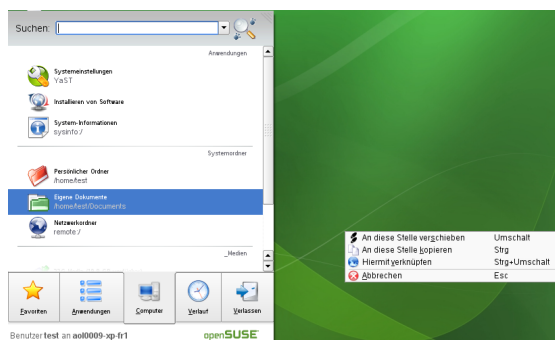 Suchen:
Anwendungen
Systemeinstellungen
YaST
Installieren von Software
System-Informationen
sysinfo:/
Systemordner
Persönlicher Ordner
/home/test
Eigene Dokumente
/home/test/Documents
Netzwerkordner
remote:/
Medien
Favoriten
Anwendungen
Computer
Verlauf
Verlassen
Benutzer test an aol0009-xp-fr1
openSUSE
An diese Stelle verschieben Umschalt
An diese Stelle kopieren Strg
Hiermit verknüpfen Strg+Umschalt
Abbrechen Esc